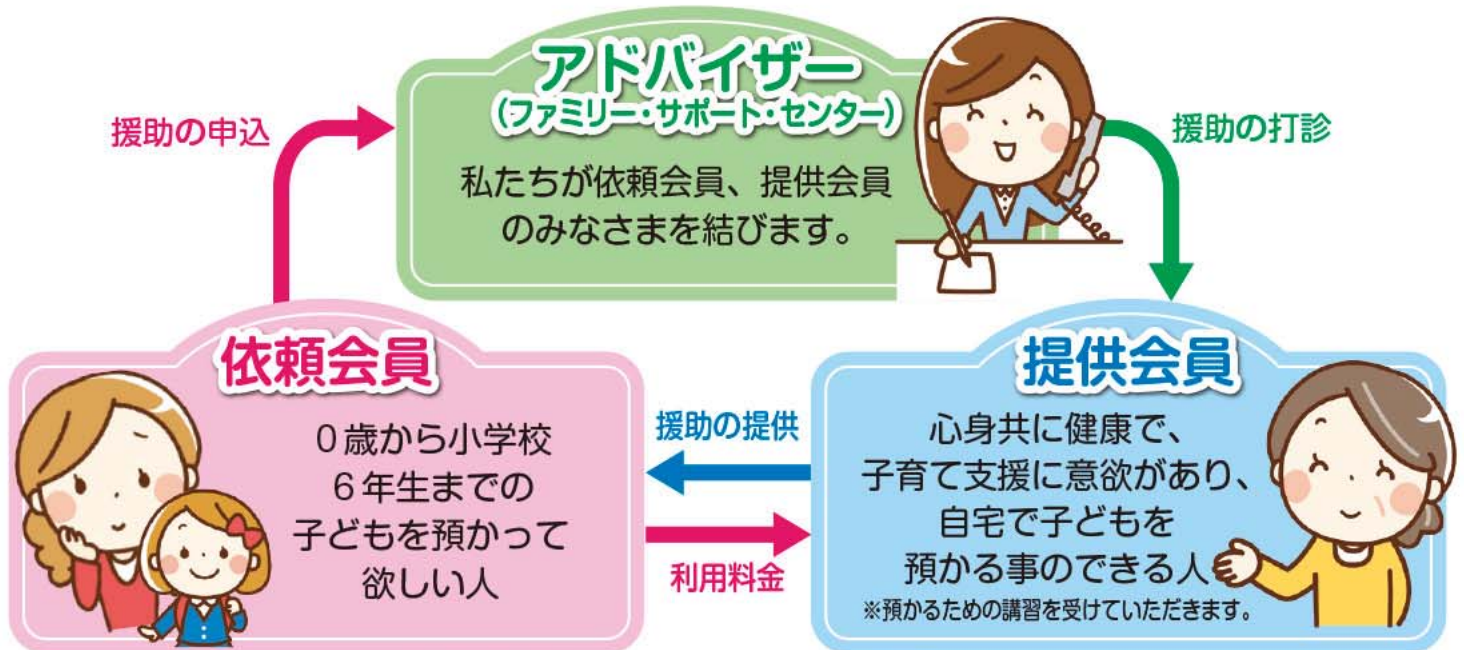 アドバイザー
(ファミリー・サポート・センター)
私たちが依頼会員、提供会員
のみなさまを結びます。
援助の申込
援助の打診
依頼会員
０歳から小学校
６年生までの
子どもを預かって
欲しい人
援助の提供
利用料金
提供会員
心身共に健康で、
子育て支援に意欲があり、
自宅で子どもを
預かる事のできる人
※預かるための講習を受けていただきます。